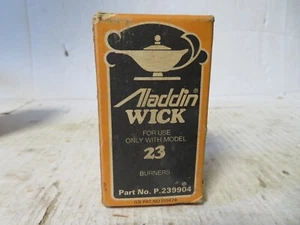 Aladdin
WICK
FOR USE
ONLY WITH MODEL
23
BURNERS
Part No. P.239904